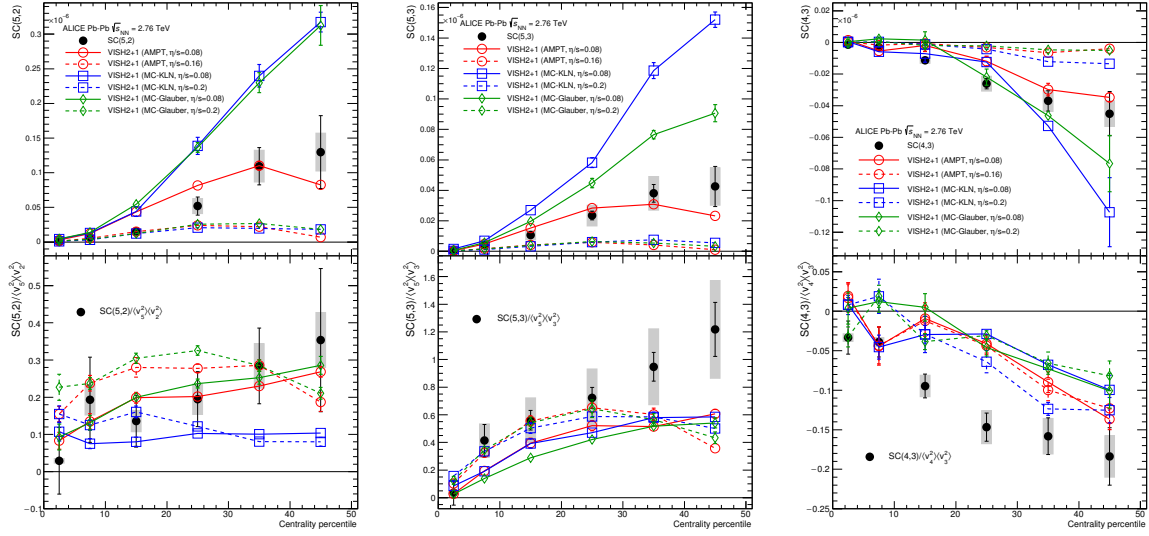 SC(5,2)
×10⁻⁶
ALICE Pb-Pb √sNN = 2.76 TeV
SC(5,2)
VISH2+1 (AMPT, η/s=0.08)
VISH2+1 (AMPT, η/s=0.16)
VISH2+1 (MC-KLN, η/s=0.08)
VISH2+1 (MC-KLN, η/s=0.2)
VISH2+1 (MC-Glauber, η/s=0.08)
VISH2+1 (MC-Glauber, η/s=0.2)
0.3
0.25
0.2
0.15
0.1
0.05
0
SC(5,2)/⟨v₅²⟩⟨v₂²⟩
SC(5,2)/⟨v₅²⟩⟨v₂²⟩
0.5
0.4
0.3
0.2
0.1
0
−0.1
0 10 20 30 40 50
Centrality percentile
SC(5,3)
×10⁻⁶
ALICE Pb-Pb √sNN = 2.76 TeV
SC(5,3)
VISH2+1 (AMPT, η/s=0.08)
VISH2+1 (AMPT, η/s=0.16)
VISH2+1 (MC-KLN, η/s=0.08)
VISH2+1 (MC-KLN, η/s=0.2)
VISH2+1 (MC-Glauber, η/s=0.08)
VISH2+1 (MC-Glauber, η/s=0.2)
0.16
0.14
0.12
0.1
0.08
0.06
0.04
0.02
0
SC(5,3)/⟨v₅²⟩⟨v₃²⟩
SC(5,3)/⟨v₅²⟩⟨v₃²⟩
1.6
1.4
1.2
1
0.8
0.6
0.4
0.2
0
0 10 20 30 40 50
Centrality percentile
SC(4,3)
×10⁻⁶
0.02
0
−0.02
−0.04
−0.06
−0.08
−0.1
−0.12
ALICE Pb-Pb √sNN = 2.76 TeV
SC(4,3)
VISH2+1 (AMPT, η/s=0.08)
VISH2+1 (AMPT, η/s=0.16)
VISH2+1 (MC-KLN, η/s=0.08)
VISH2+1 (MC-KLN, η/s=0.2)
VISH2+1 (MC-Glauber, η/s=0.08)
VISH2+1 (MC-Glauber, η/s=0.2)
SC(4,3)/⟨v₄²⟩⟨v₃²⟩
0.05
0
−0.05
−0.1
−0.15
−0.2
−0.25
SC(4,3)/⟨v₄²⟩⟨v₃²⟩
0 10 20 30 40 50
Centrality percentile